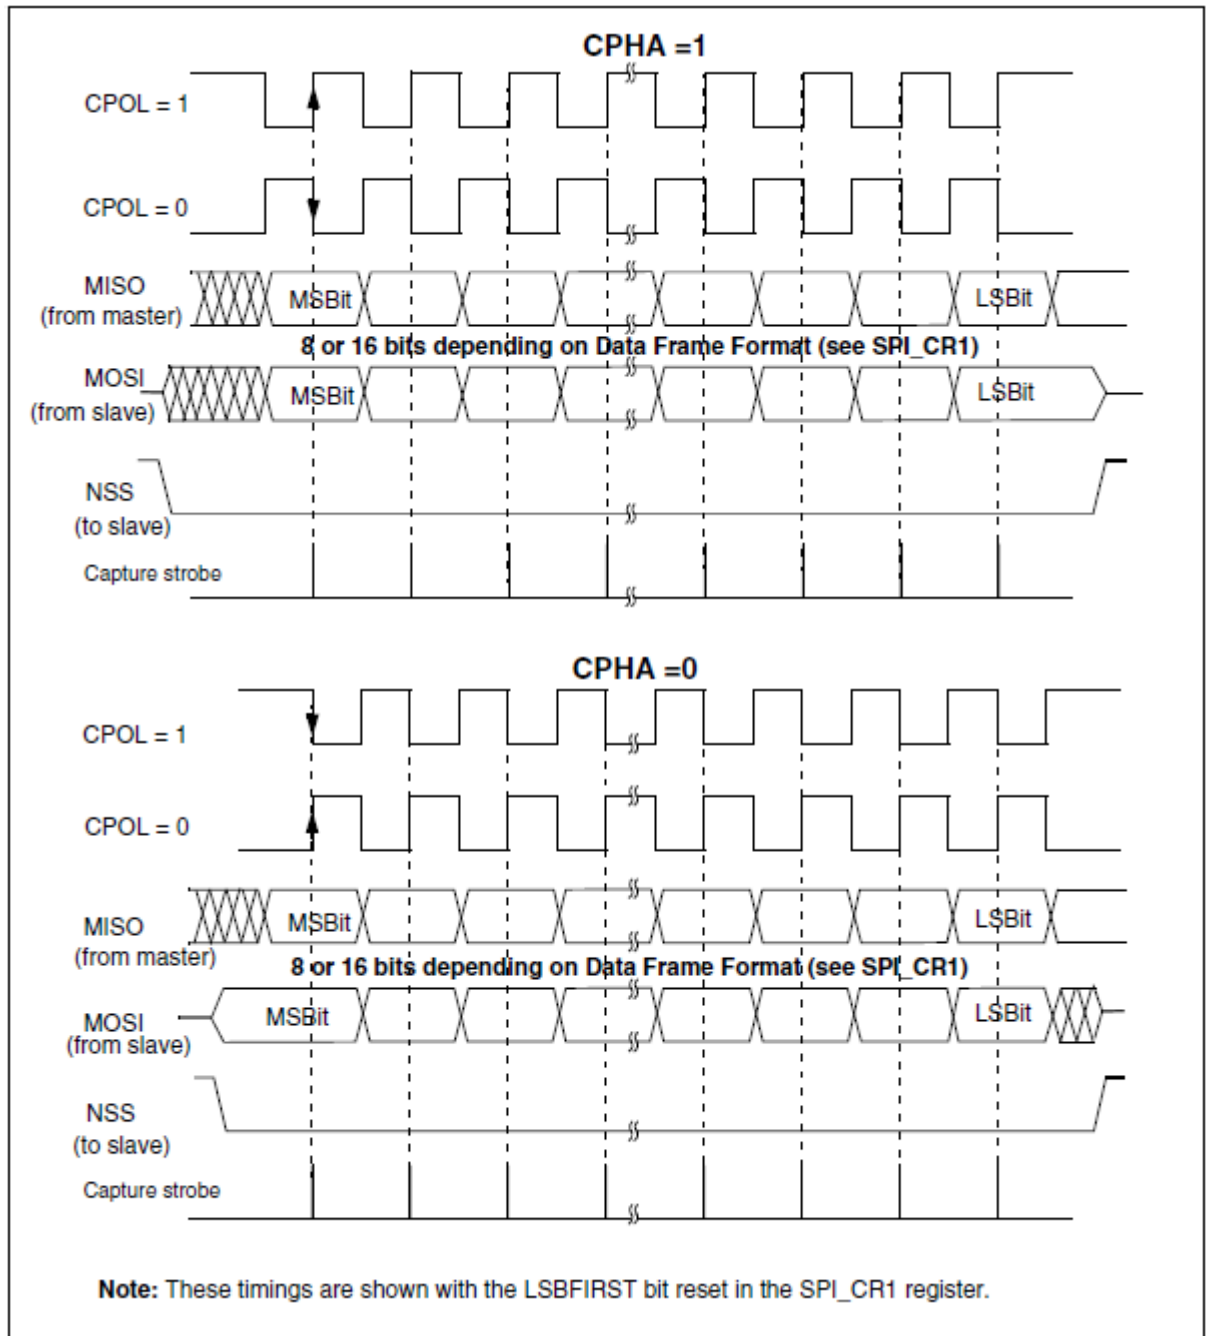 CPHA =1
CPOL = 1
CPOL = 0
MISO
(from master)
MSBit
LSBit
8 or 16 bits depending on Data Frame Format (see SPI_CR1)
MOSI
(from slave)
MSBit
LSBit
NSS
(to slave)
Capture strobe
CPHA =0
CPOL = 1
CPOL = 0
MISO
(from master)
MSBit
LSBit
8 or 16 bits depending on Data Frame Format (see SPI_CR1)
MOSI
(from slave)
MSBit
LSBit
NSS
(to slave)
Capture strobe
Note: These timings are shown with the LSBFIRST bit reset in the SPI_CR1 register.